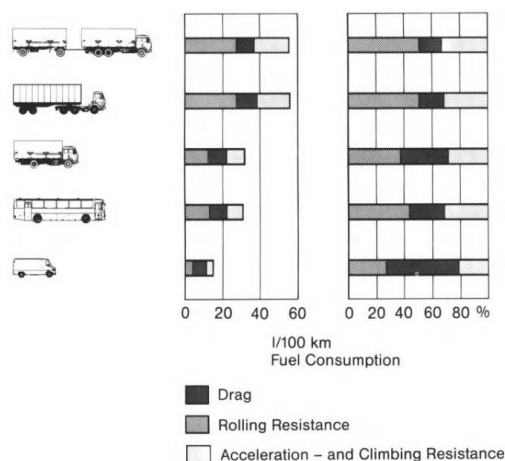 0 20 40 60
0 20 40 60 80 %
l/100 km
Fuel Consumption
Drag
Rolling Resistance
Acceleration – and Climbing Resistance